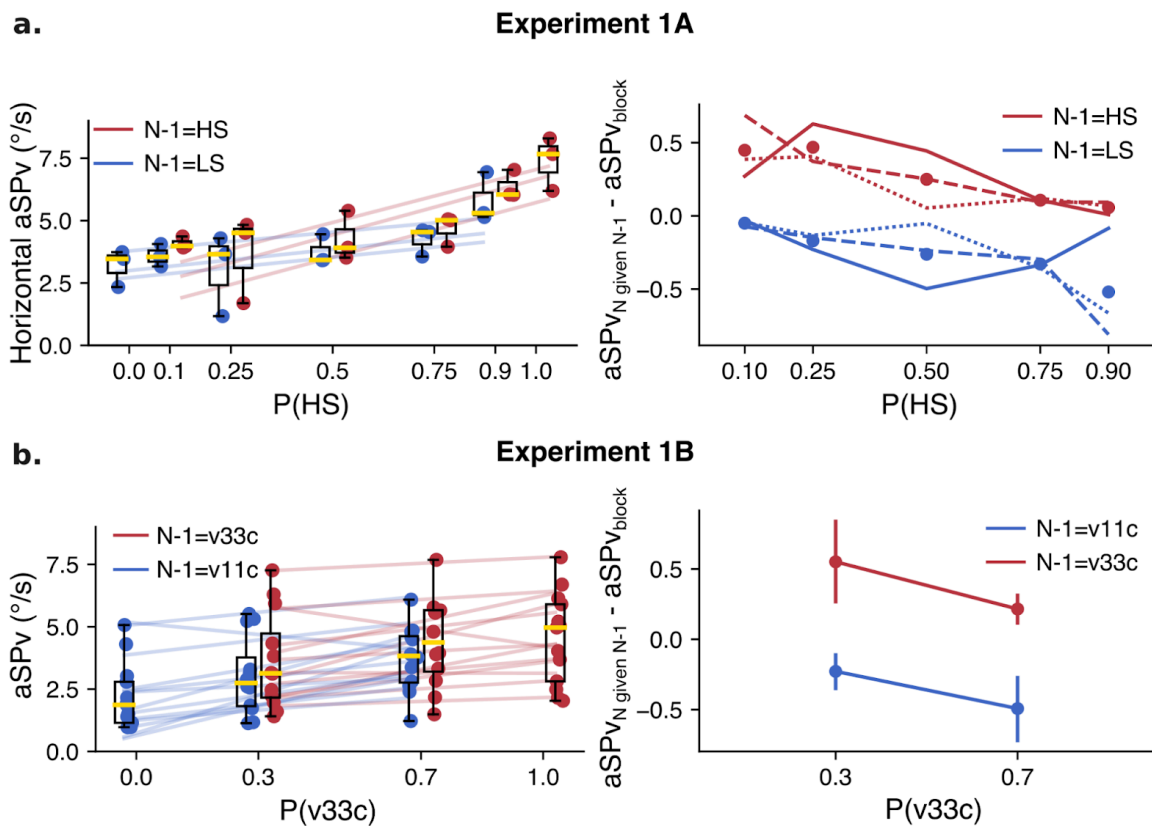 a.
Experiment 1A
Horizontal aSPv (°/s)
N-1=HS
N-1=LS
7.5
5.0
2.5
0.0
0.0 0.1 0.25 0.5 0.75 0.9 1.0
P(HS)
aSPv_N given N-1 - aSPv_block
N-1=HS
N-1=LS
0.5
0.0
−0.5
0.10 0.25 0.50 0.75 0.90
P(HS)
b.
Experiment 1B
aSPv (°/s)
N-1=v33c
N-1=v11c
7.5
5.0
2.5
0.0
0.0 0.3 0.7 1.0
P(v33c)
aSPv_N given N-1 - aSPv_block
N-1=v11c
N-1=v33c
0.5
0.0
−0.5
0.3 0.7
P(v33c)